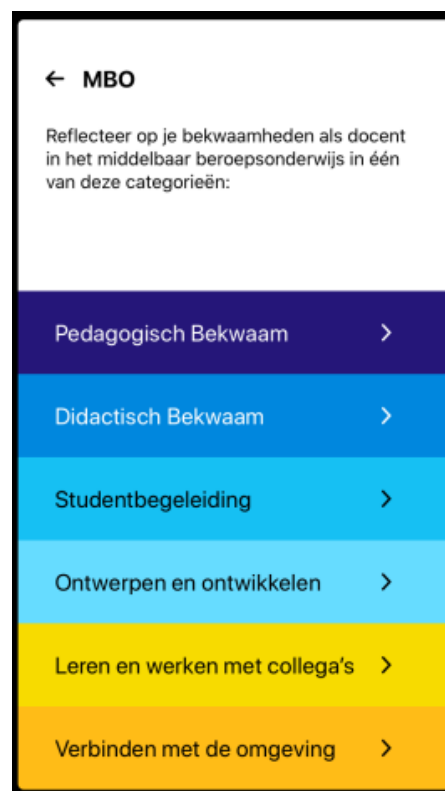 ← MBO
Reflecteer op je bekwaamheden als docent
in het middelbaar beroepsonderwijs in één
van deze categorieën:
Pedagogisch Bekwaam
Didactisch Bekwaam
Studentbegeleiding
Ontwerpen en ontwikkelen
Leren en werken met collega's
Verbinden met de omgeving